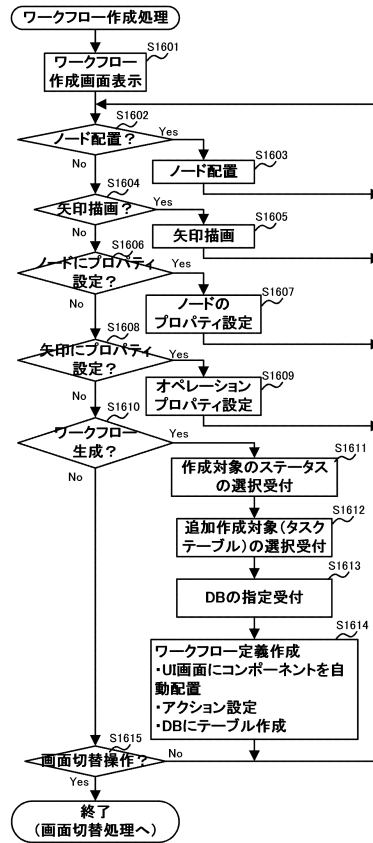 ワークフロー作成処理
S1601
ワークフロー
作成画面表示
S1602
ノード配置？
Yes
No
S1603
ノード配置
S1604
矢印描画？
Yes
No
S1605
矢印描画
S1606
ノードにプロパティ
設定？
Yes
No
S1607
ノードの
プロパティ設定
S1608
矢印にプロパティ
設定？
Yes
No
S1609
オペレーション
プロパティ設定
S1610
ワークフロー
生成？
Yes
No
S1611
作成対象のステータス
の選択受付
S1612
追加作成対象（タスク
テーブル）の選択受付
S1613
DBの指定受付
S1614
ワークフロー定義作成
・UI画面にコンポーネントを自
動配置
・アクション設定
・DBにテーブル作成
S1615
画面切替操作？
No
Yes
終了
（画面切替処理へ）